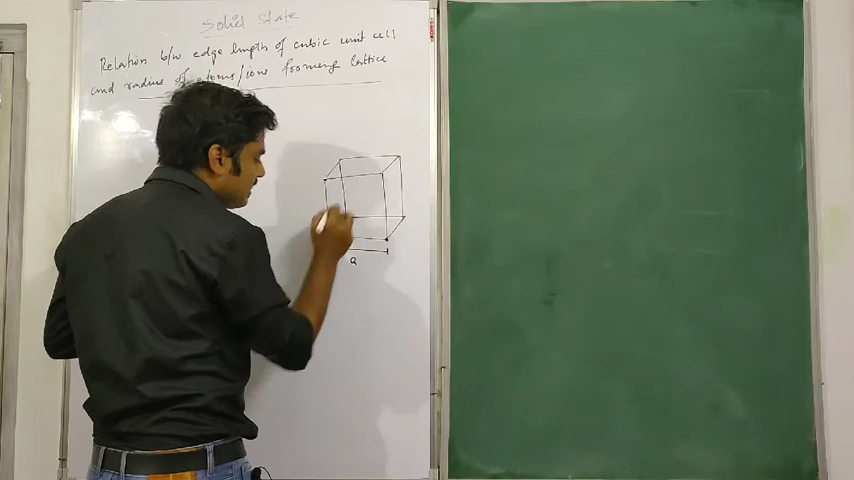 Solid State
Relation b/w edge length of cubic unit cell
and radius of atoms/ions forming lattice
a